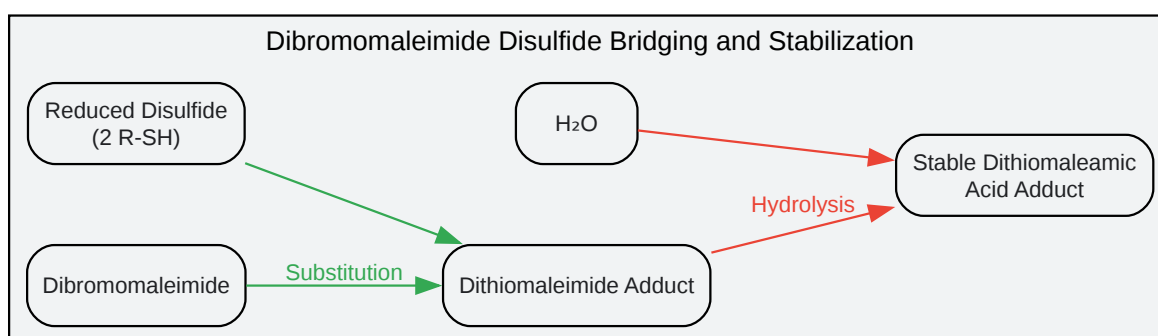 Dibromomaleimide Disulfide Bridging and Stabilization
Reduced Disulfide
(2 R-SH)
H₂O
Stable Dithiomaleamic
Acid Adduct
Hydrolysis
Dibromomaleimide
Substitution
Dithiomaleimide Adduct